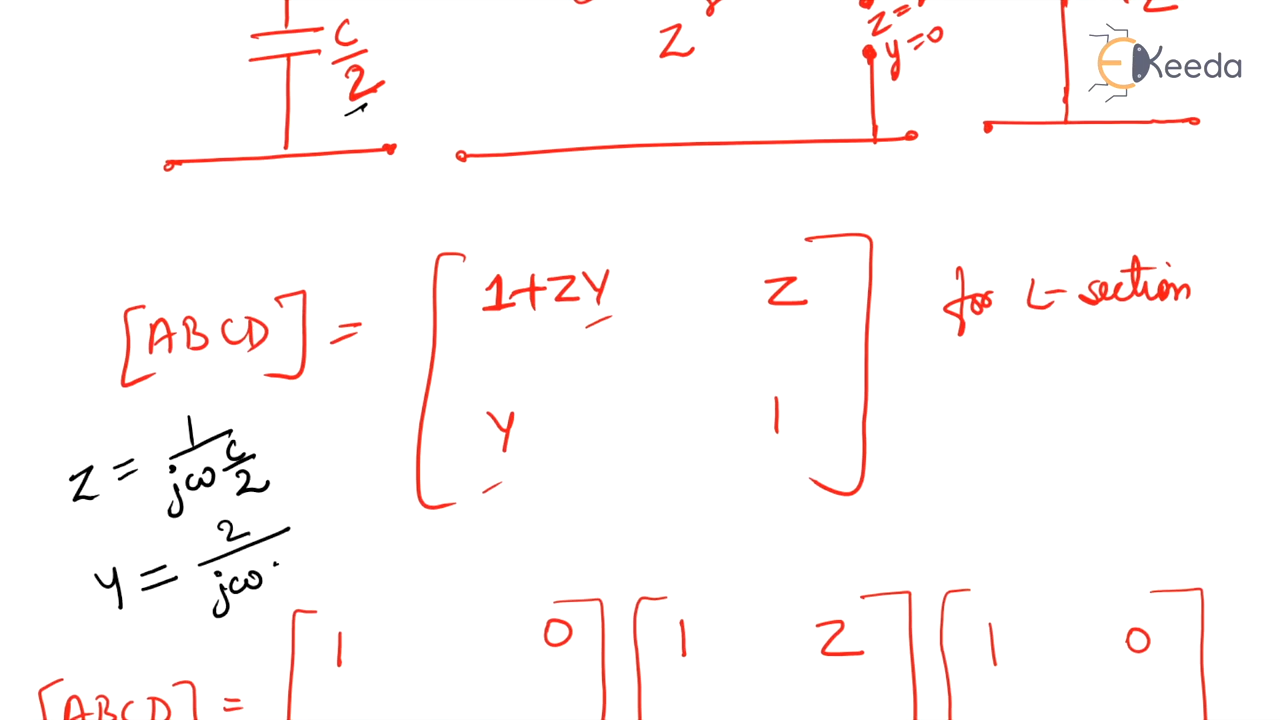 C/2
Z
Z=
y=0
Z
EKeeda
[ABCD] = [1+ZY Z
Y 1] for L-section
Z = 1/(jω C/2)
Y = 2/(jω
[ABCD] = [1 0 [1 Z [1 0